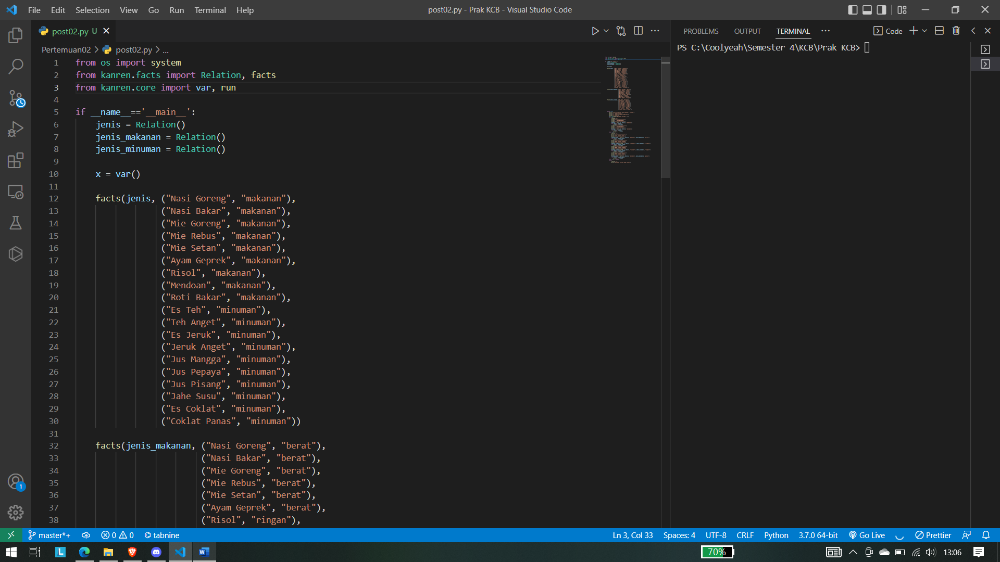 File Edit Selection View Go Run Terminal Help
post02.py - Prak KCB - Visual Studio Code
post02.py U
Pertemuan02 > post02.py > ...
1 from os import system
2 from kanren.facts import Relation, facts
3 from kanren.core import var, run
4
5 if __name__=='__main__':
6 jenis = Relation()
7 jenis_makanan = Relation()
8 jenis_minuman = Relation()
9
10 x = var()
11
12 facts(jenis, ("Nasi Goreng", "makanan"),
13 ("Nasi Bakar", "makanan"),
14 ("Mie Goreng", "makanan"),
15 ("Mie Rebus", "makanan"),
16 ("Mie Setan", "makanan"),
17 ("Ayam Geprek", "makanan"),
18 ("Risol", "makanan"),
19 ("Mendoan", "makanan"),
20 ("Roti Bakar", "makanan"),
21 ("Es Teh", "minuman"),
22 ("Teh Anget", "minuman"),
23 ("Es Jeruk", "minuman"),
24 ("Jeruk Anget", "minuman"),
25 ("Jus Mangga", "minuman"),
26 ("Jus Pepaya", "minuman"),
27 ("Jus Pisang", "minuman"),
28 ("Jahe Susu", "minuman"),
29 ("Es Coklat", "minuman"),
30 ("Coklat Panas", "minuman"))
31
32 facts(jenis_makanan, ("Nasi Goreng", "berat"),
33 ("Nasi Bakar", "berat"),
34 ("Mie Goreng", "berat"),
35 ("Mie Rebus", "berat"),
36 ("Mie Setan", "berat"),
37 ("Ayam Geprek", "berat"),
38 ("Risol", "ringan"),
PROBLEMS OUTPUT TERMINAL ... Code
PS C:\Coolyeah\Semester 4\KCB\Prak KCB>
1
master*+ 0 0 tabnine
Ln 3, Col 33 Spaces: 4 UTF-8 CRLF Python 3.7.0 64-bit Go Live Prettier
L W 70% 13:06